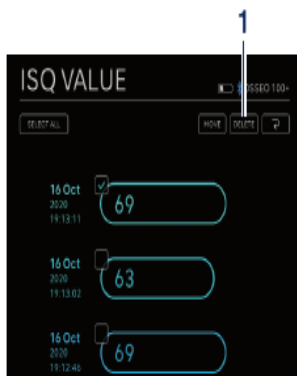 1
ISQ VALUE
OSSEO 100+
SELECT ALL MOVE DELETE
16 Oct
2020
19:13:11
69
16 Oct
2020
19:13:02
63
16 Oct
2020
19:12:46
69